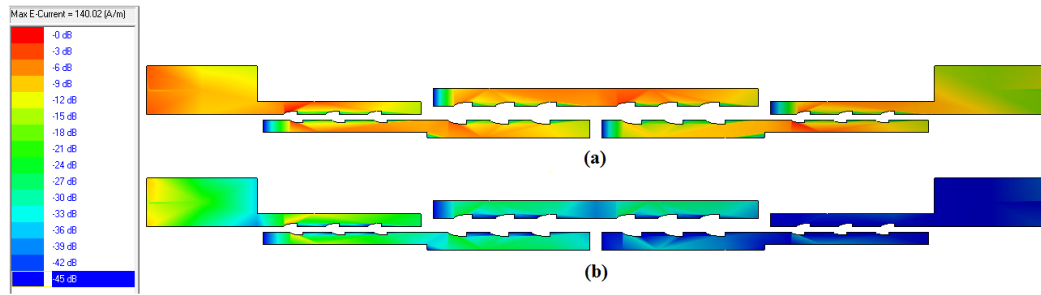 Max E-Current = 140.02 (A/m)
-0 dB
-3 dB
-6 dB
-9 dB
-12 dB
-15 dB
-18 dB
-21 dB
-24 dB
-27 dB
-30 dB
-33 dB
-36 dB
-39 dB
-42 dB
-45 dB
(a)
(b)